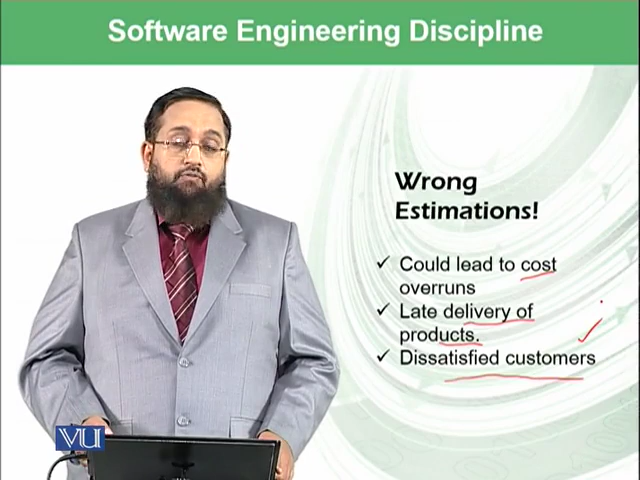 Software Engineering Discipline
Wrong
Estimations!
✓ Could lead to cost
overruns
✓ Late delivery of
products.
✓ Dissatisfied customers
VU